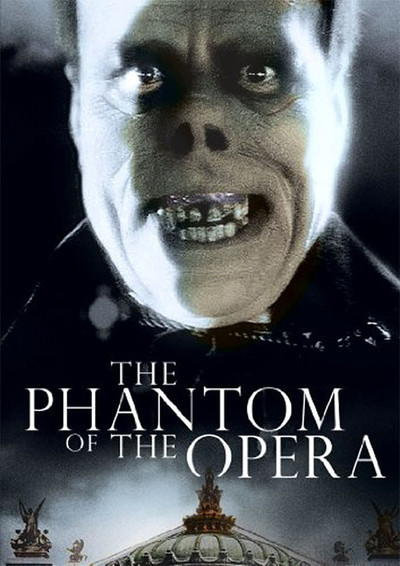 THE
PHANTOM
OF THE OPERA